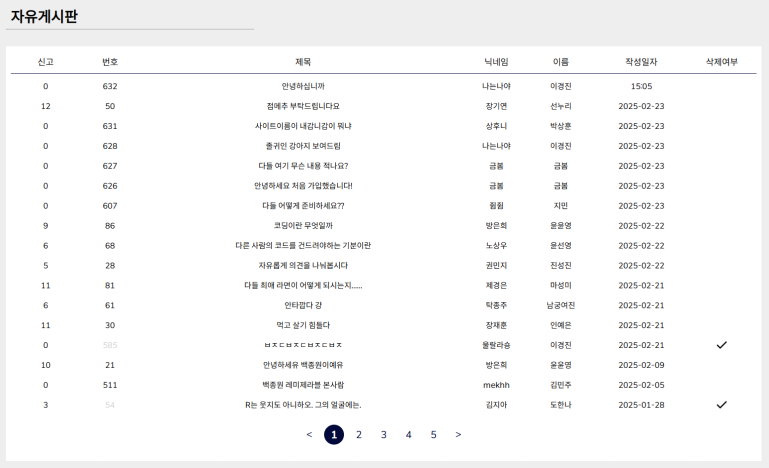 자유게시판
신고 번호 제목 닉네임 이름 작성일자 삭제여부
0 632 안녕하십니까 나는나야 이경진 15:05
12 50 점메추 부탁드립니다요 장기연 선누리 2025-02-23
0 631 사이트이름이 내감니감이 뭐냐 상후니 박상훈 2025-02-23
0 628 졸귀인 강아지 보여드림 나는나야 이경진 2025-02-23
0 627 다들 여기 무슨 내용 적나요? 금봄 금봄 2025-02-23
0 626 안녕하세요 처음 가입했습니다! 금봄 금봄 2025-02-23
0 607 다들 어떻게 준비하세요?? 휨휨 지민 2025-02-23
9 86 코딩이란 무엇일까 방은희 윤윤영 2025-02-22
6 68 다른 사람의 코드를 건드려야하는 기분이란 노상우 윤선영 2025-02-22
5 28 자유롭게 의견을 나눠봅시다 권민지 진성진 2025-02-22
11 81 다들 최애 라면이 어떻게 되시는지...... 제경은 마성미 2025-02-21
6 61 안타깝다 걍 탁종주 남궁여진 2025-02-21
11 30 먹고 살기 힘들다 장재훈 인예은 2025-02-21
0 585 ㅂㅈㄷㅂㅈㄷㅂㅈㄷㅂㅈ 울랄라숑 이경진 2025-02-21
10 21 안녕하세유 백종원이예유 방은희 윤윤영 2025-02-09
0 511 백종원 레미제라블 본사람 mekhh 김민주 2025-02-05
3 54 R는 웃지도 아니하오. 그의 얼굴에는. 김지아 도한나 2025-01-28
< 1 2 3 4 5 >